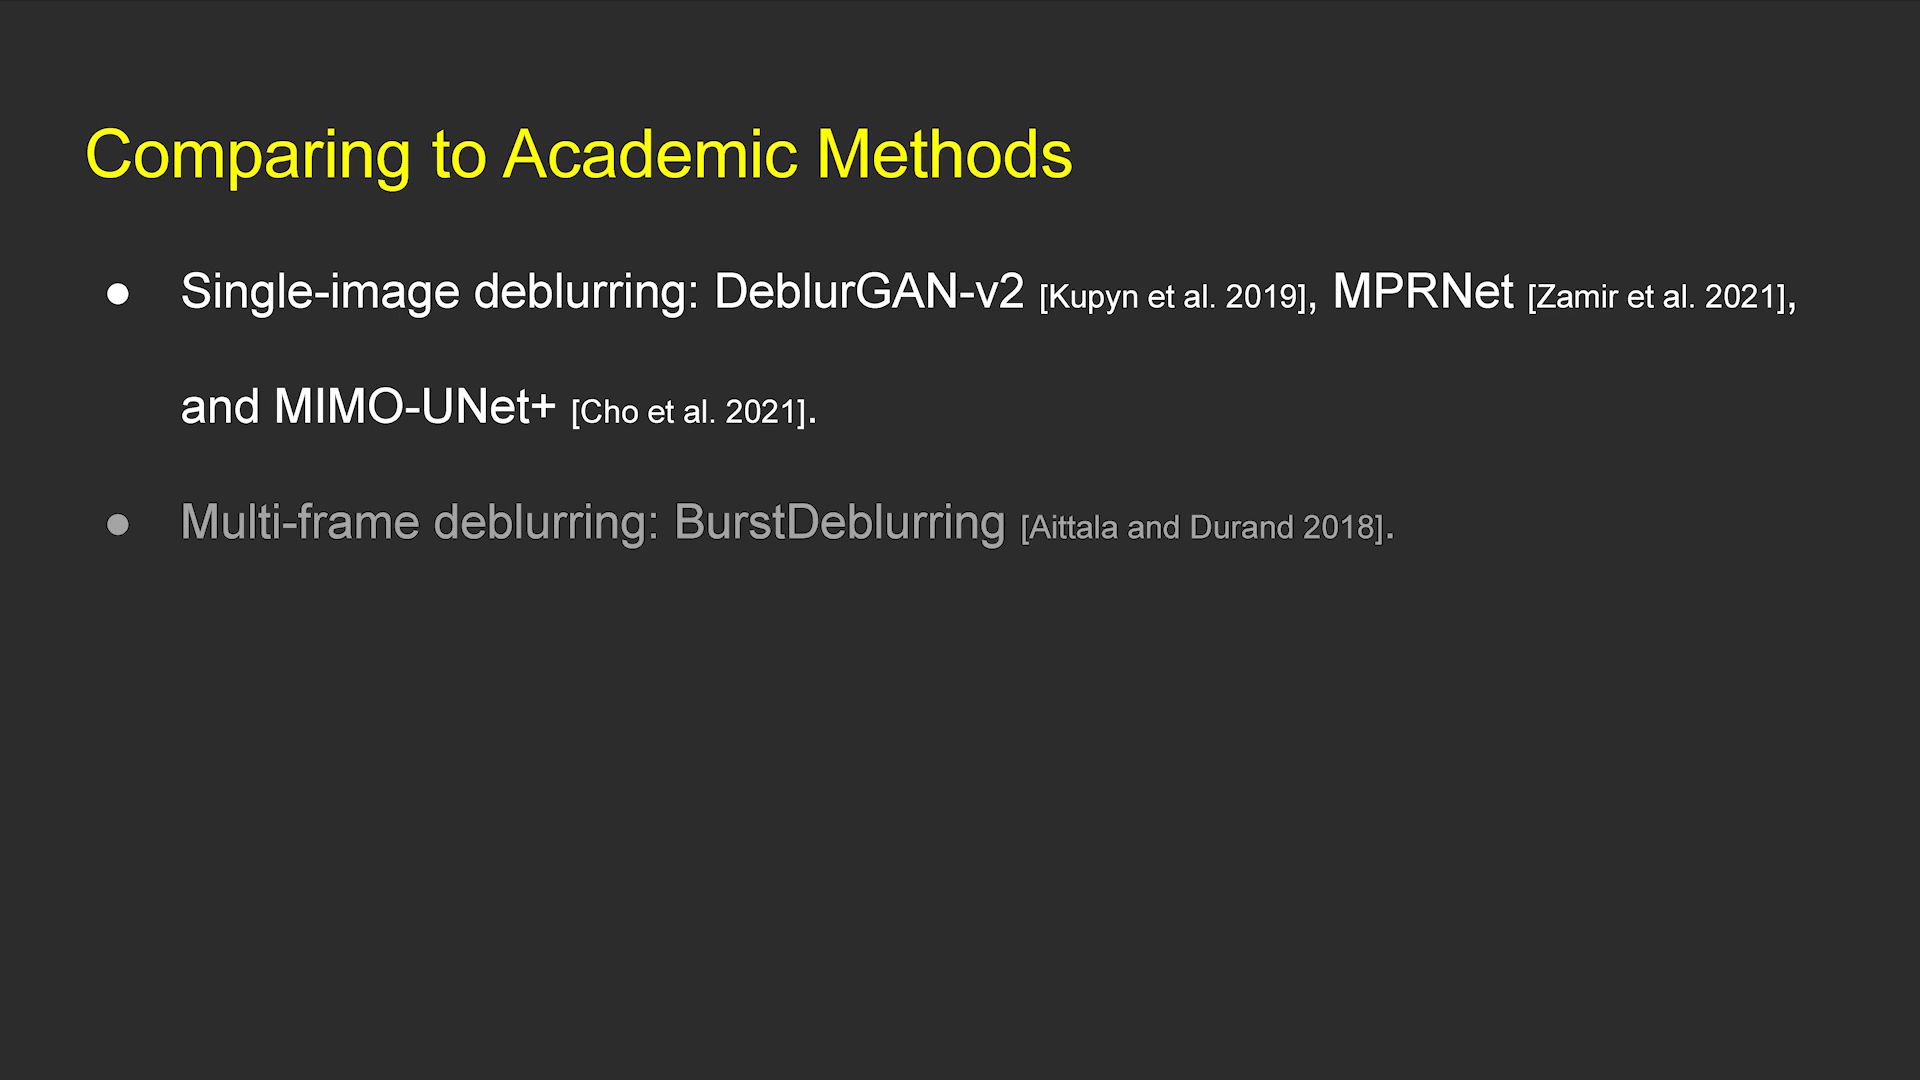 Comparing to Academic Methods
● Single-image deblurring: DeblurGAN-v2 [Kupyn et al. 2019], MPRNet [Zamir et al. 2021],
and MIMO-UNet+ [Cho et al. 2021].
● Multi-frame deblurring: BurstDeblurring [Aittala and Durand 2018].